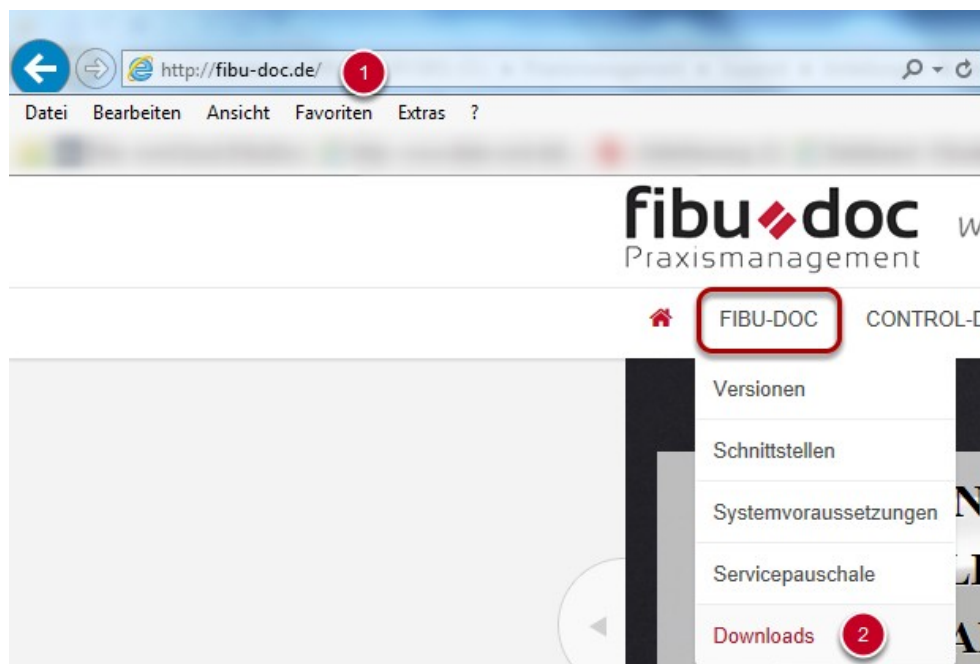 http://fibu-doc.de/ 1
Datei Bearbeiten Ansicht Favoriten Extras ?
fibu doc
Praxismanagement
FIBU-DOC CONTROL-D
Versionen
Schnittstellen
Systemvoraussetzungen
Servicepauschale
Downloads 2